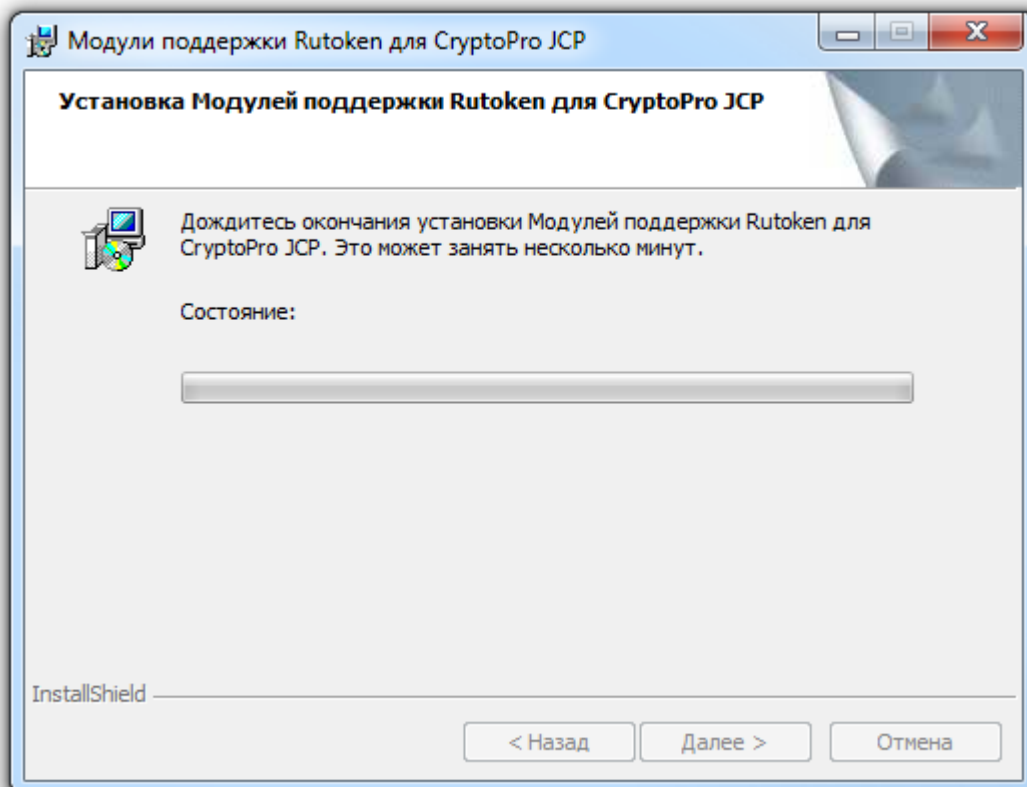 Модули поддержки Rutoken для CryptoPro JCP
Установка Модулей поддержки Rutoken для CryptoPro JCP
Дождитесь окончания установки Модулей поддержки Rutoken для
CryptoPro JCP. Это может занять несколько минут.
Состояние:
InstallShield
< Назад
Далее >
Отмена